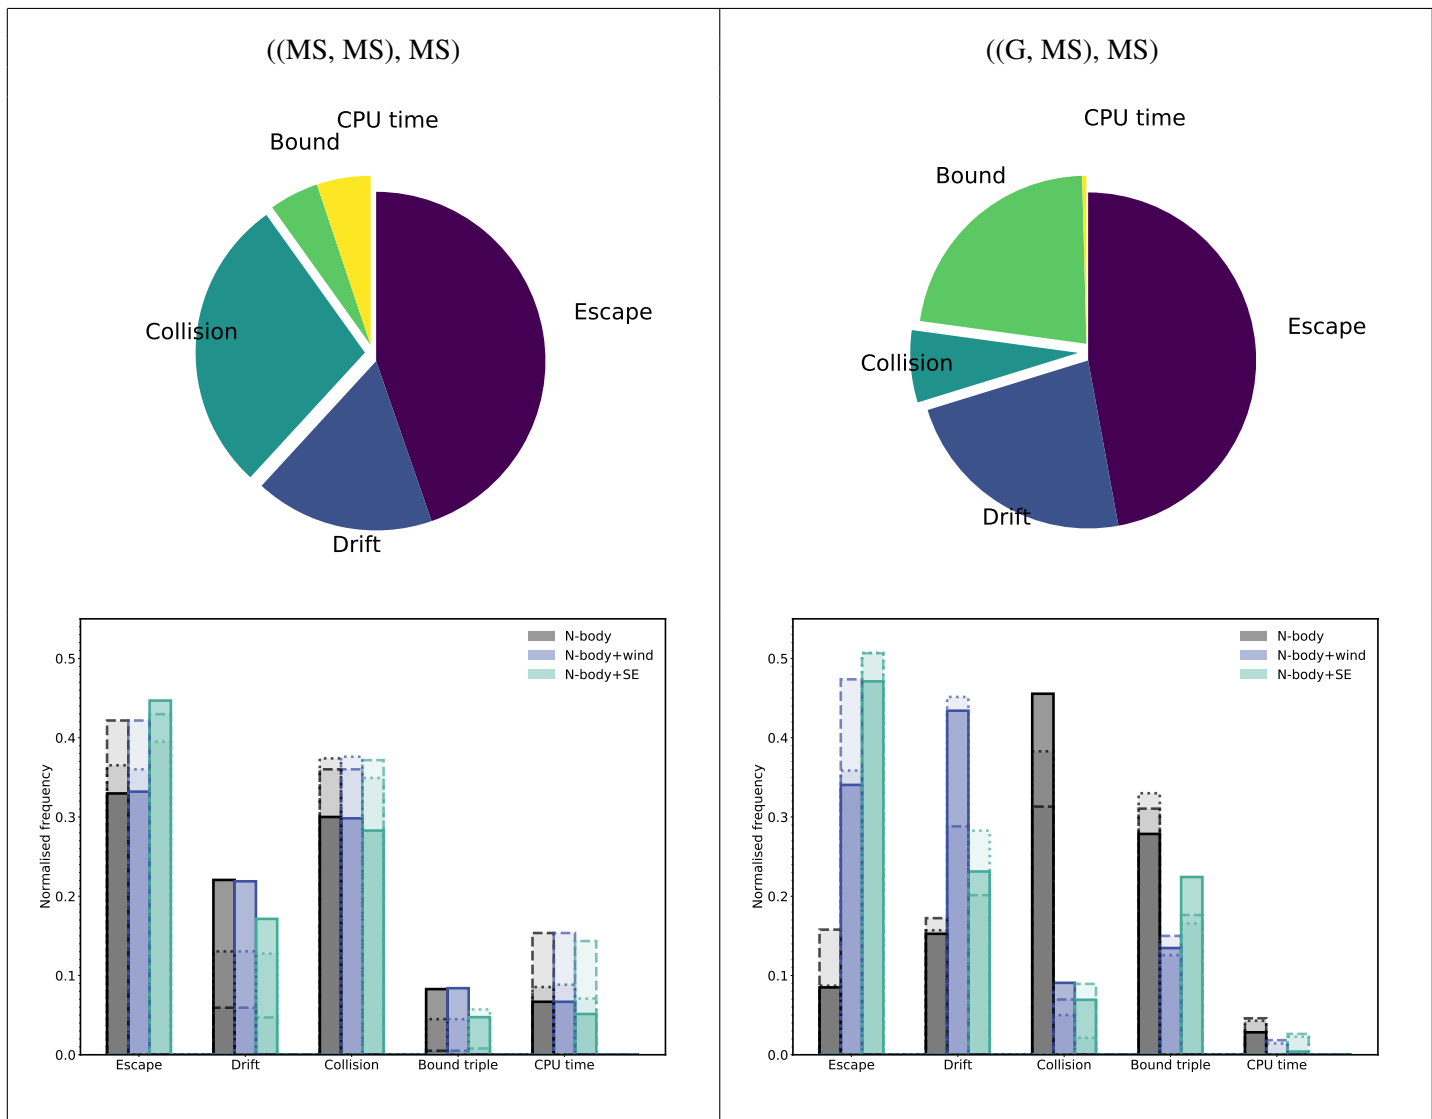 ((MS, MS), MS)
CPU time
Bound
Collision
Escape
Drift
0.5
0.4
0.3
0.2
0.1
0.0
Normalised frequency
N-body
N-body+wind
N-body+SE
Escape Drift Collision Bound triple CPU time
((G, MS), MS)
CPU time
Bound
Escape
Collision
Drift
0.5
0.4
0.3
0.2
0.1
0.0
Normalised frequency
N-body
N-body+wind
N-body+SE
Escape Drift Collision Bound triple CPU time